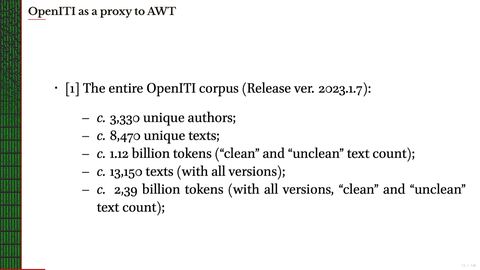 OpenITI as a proxy to AWT
• [1] The entire OpenITI corpus (Release ver. 2023.1.7):
– c. 3,330 unique authors;
– c. 8,470 unique texts;
– c. 1.12 billion tokens (“clean” and “unclean” text count);
– c. 13,150 texts (with all versions);
– c. 2,39 billion tokens (with all versions, “clean” and “unclean”
text count);